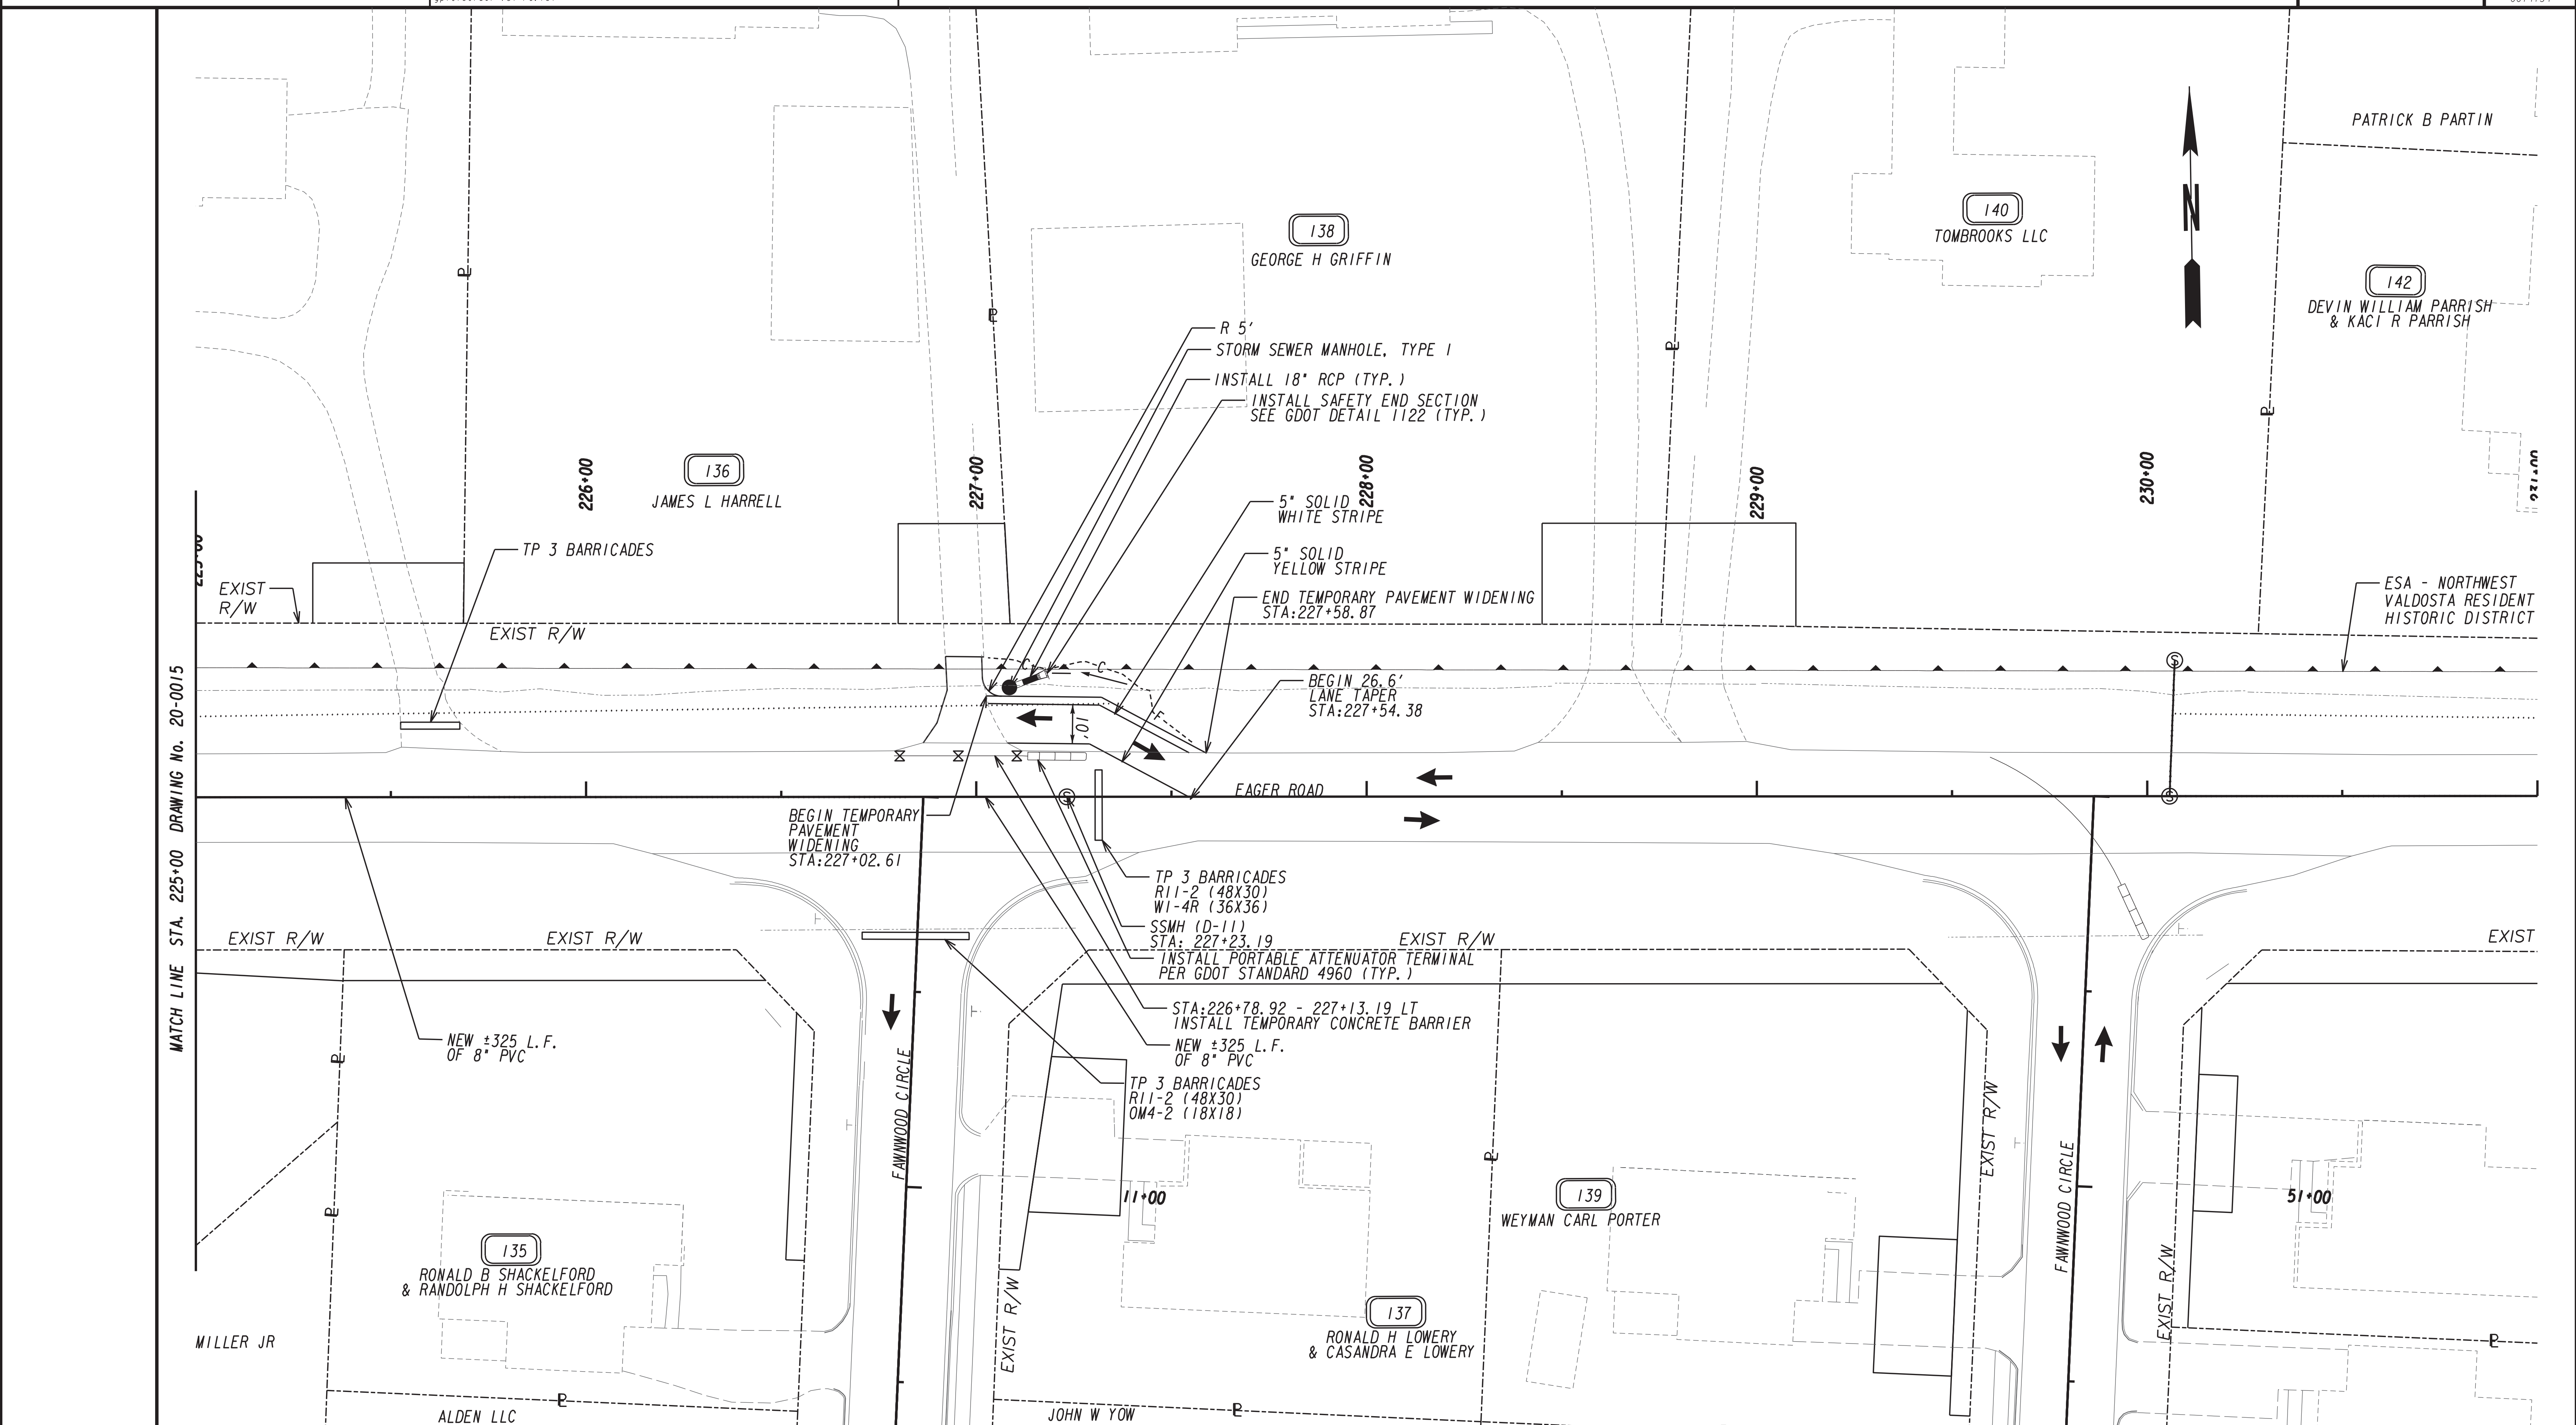 PATRICK B PARTIN
138
GEORGE H GRIFFIN
140
TOMBROOKS LLC
N
142
DEVIN WILLIAM PARRISH
& KACI R PARRISH
R 5'
STORM SEWER MANHOLE, TYPE 1
INSTALL 18" RCP (TYP.)
INSTALL SAFETY END SECTION
SEE GDOT DETAIL 1122 (TYP.)
136
JAMES L HARRELL
226+00
227+00
228+00
229+00
230+00
231+00
5" SOLID
WHITE STRIPE
TP 3 BARRICADES
5" SOLID
YELLOW STRIPE
EXIST
R/W
END TEMPORARY PAVEMENT WIDENING
STA:227+58.87
ESA - NORTHWEST
VALDOSTA RESIDENT
HISTORIC DISTRICT
EXIST R/W
C
C
F
BEGIN 26.6'
LANE TAPER
STA:227+54.38
10'
S
S
S
EAGER ROAD
MATCH LINE STA. 225+00 DRAWING No. 20-0015
BEGIN TEMPORARY
PAVEMENT
WIDENING
STA:227+02.61
TP 3 BARRICADES
R11-2 (48X30)
W1-4R (36X36)
SSMH (D-11)
STA: 227+23.19
EXIST R/W
EXIST R/W
EXIST R/W
EXIST
INSTALL PORTABLE ATTENUATOR TERMINAL
PER GDOT STANDARD 4960 (TYP.)
STA:226+78.92 - 227+13.19 LT
INSTALL TEMPORARY CONCRETE BARRIER
NEW ±325 L.F.
OF 8" PVC
NEW ±325 L.F.
OF 8" PVC
TP 3 BARRICADES
R11-2 (48X30)
OM4-2 (18X18)
FAWNWOOD CIRCLE
EXIST R/W
FAWNWOOD CIRCLE
11+00
51+00
139
WEYMAN CARL PORTER
135
RONALD B SHACKELFORD
& RANDOLPH H SHACKELFORD
EXIST R/W
EXIST R/W
137
RONALD H LOWERY
& CASANDRA E LOWERY
MILLER JR
ALDEN LLC
JOHN W YOW